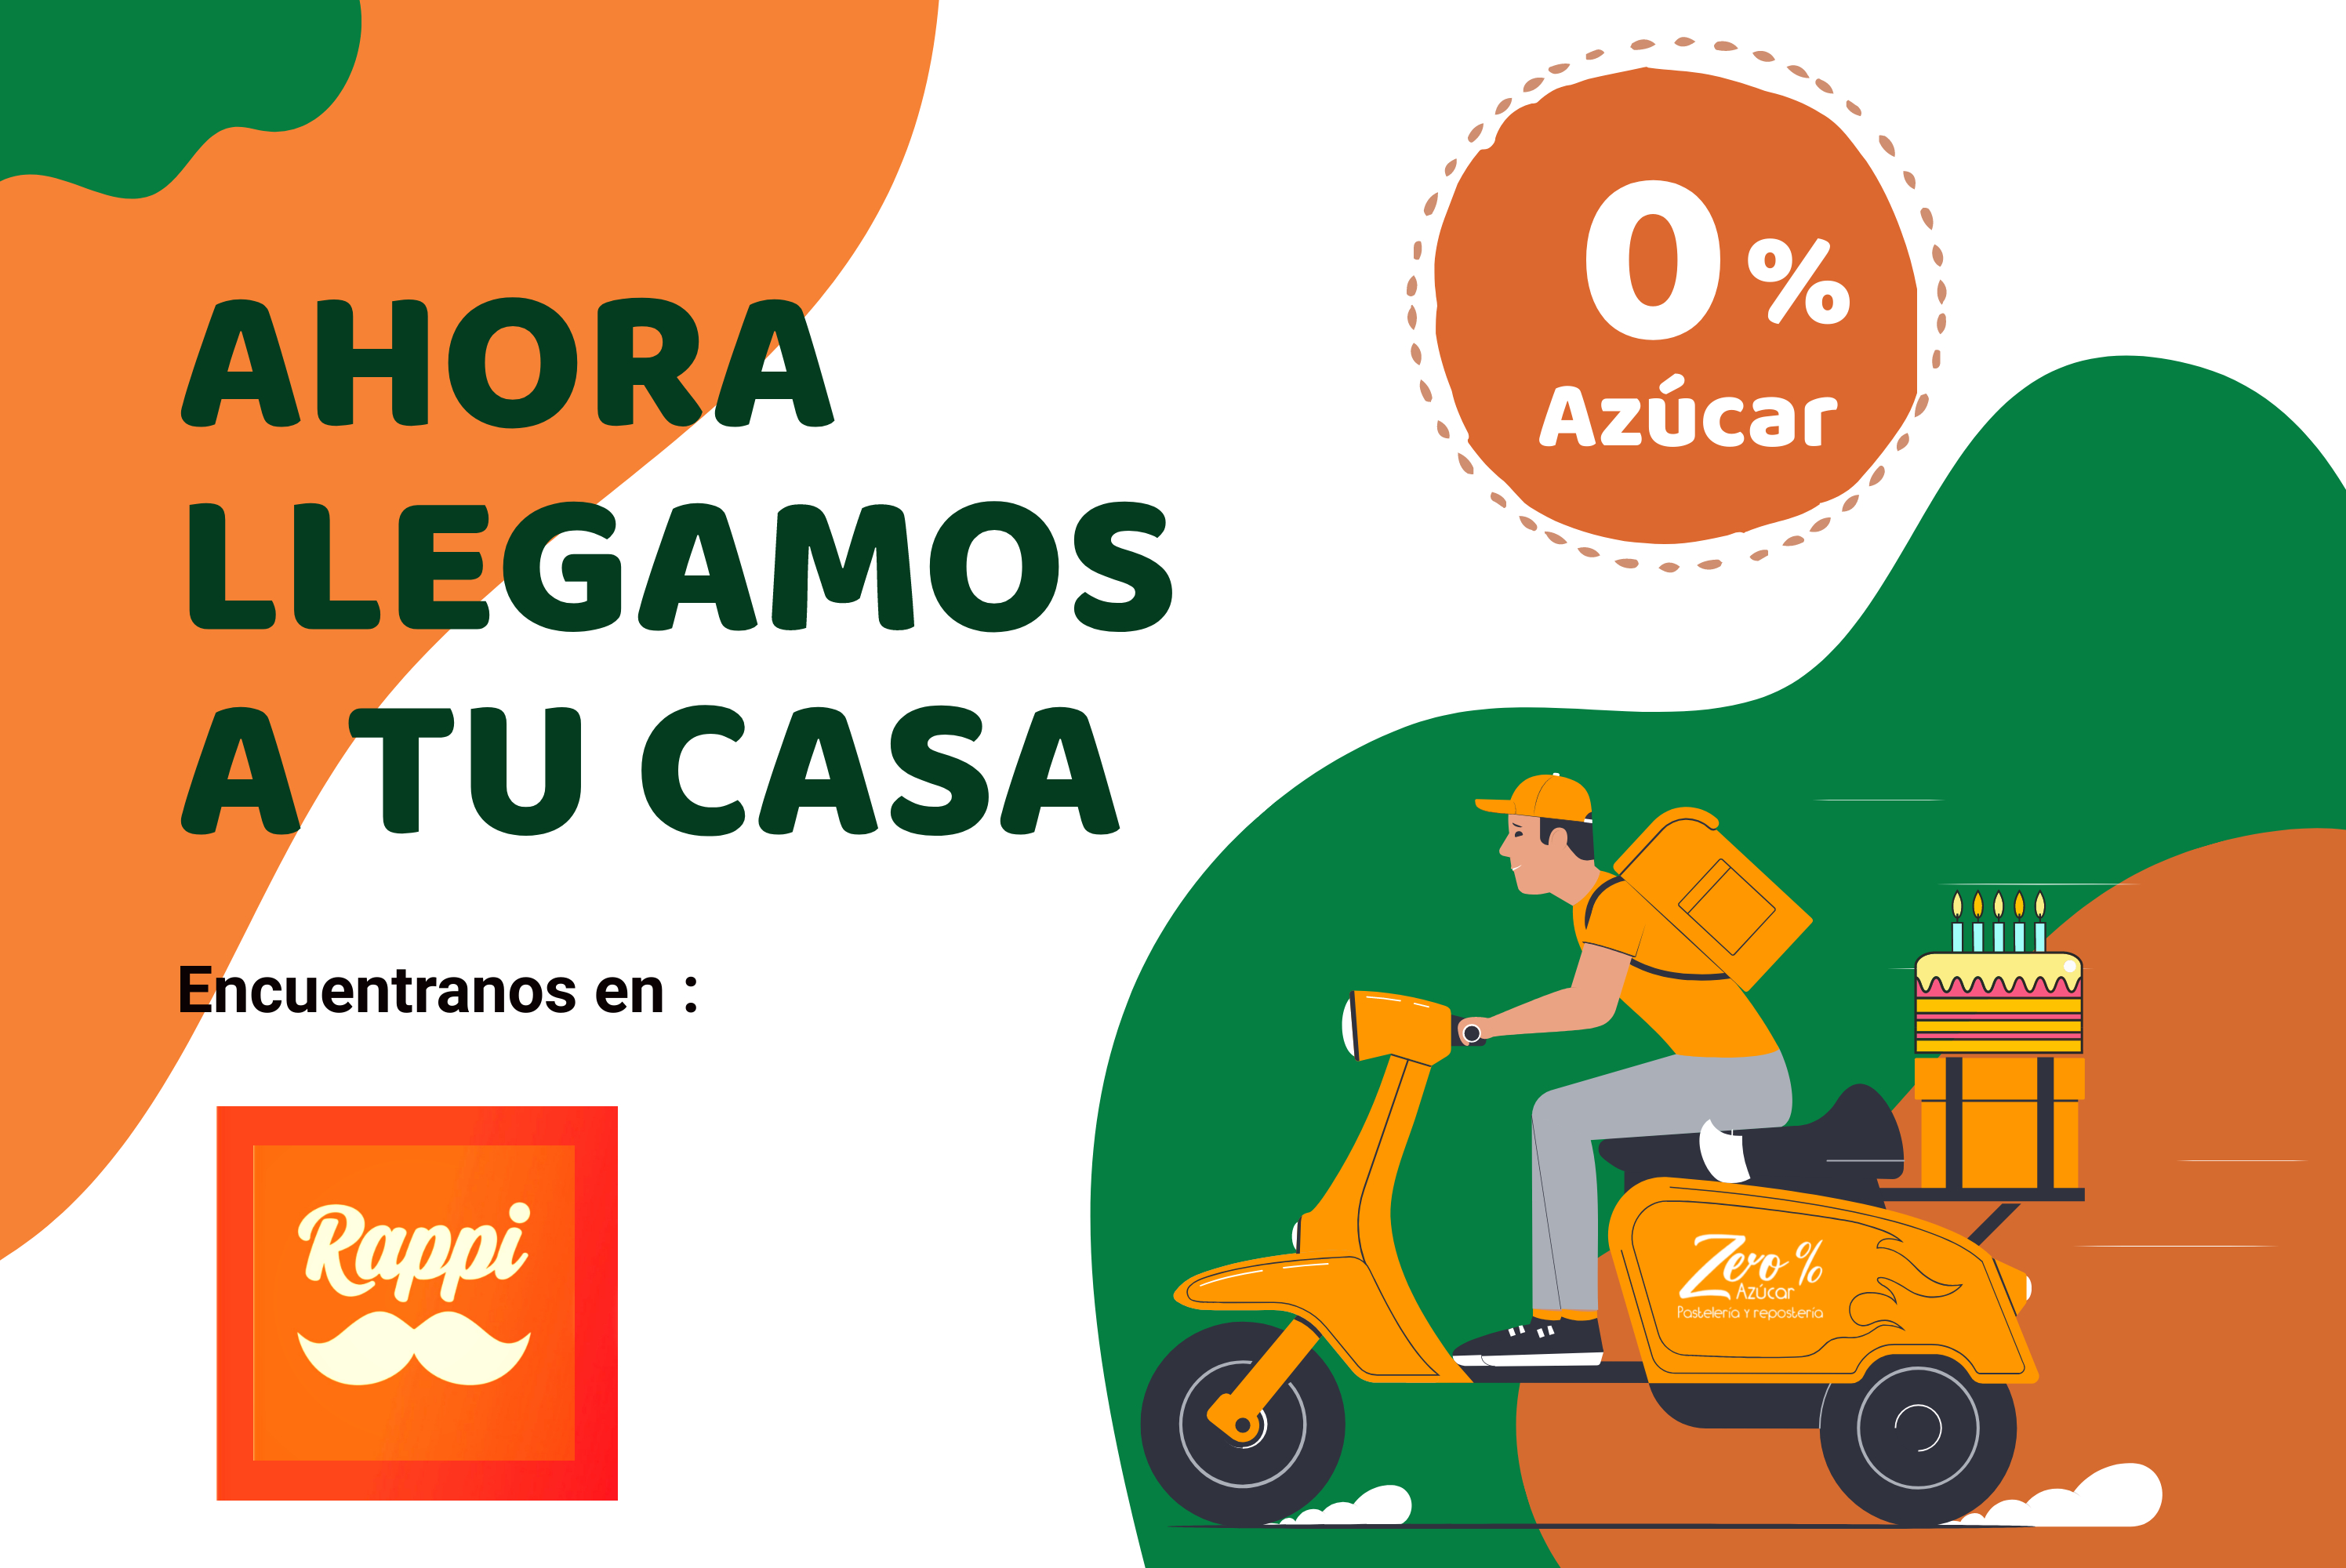 0 %
Azúcar
AHORA
LLEGAMOS
A TU CASA
Encuentranos en :
Rappi
Zero %
Azúcar
Pastelería Y repostería